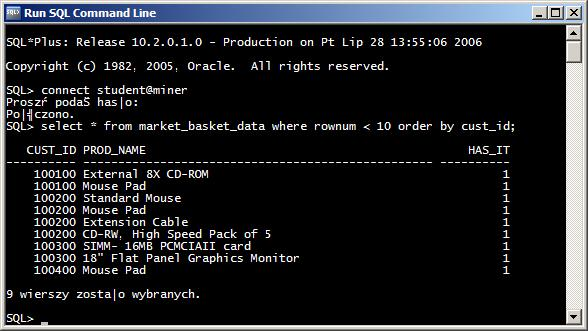 Run SQL Command Line
SQL*Plus: Release 10.2.0.1.0 - Production on Pt Lip 28 13:55:06 2006
Copyright (c) 1982, 2005, Oracle.  All rights reserved.
SQL> connect student@miner
Proszŕ podaŠ has|o:
Po|╣czono.
SQL> select * from market_basket_data where rownum < 10 order by cust_id;
CUST_ID PROD_NAME HAS_IT
---------- -------------------------------------------------- ----------
100100 External 8X CD-ROM 1
100100 Mouse Pad 1
100200 Standard Mouse 1
100200 Mouse Pad 1
100200 Extension Cable 1
100200 CD-RW, High Speed Pack of 5 1
100300 SIMM- 16MB PCMCIAII card 1
100300 18" Flat Panel Graphics Monitor 1
100400 Mouse Pad 1
9 wierszy zosta|o wybranych.
SQL> _